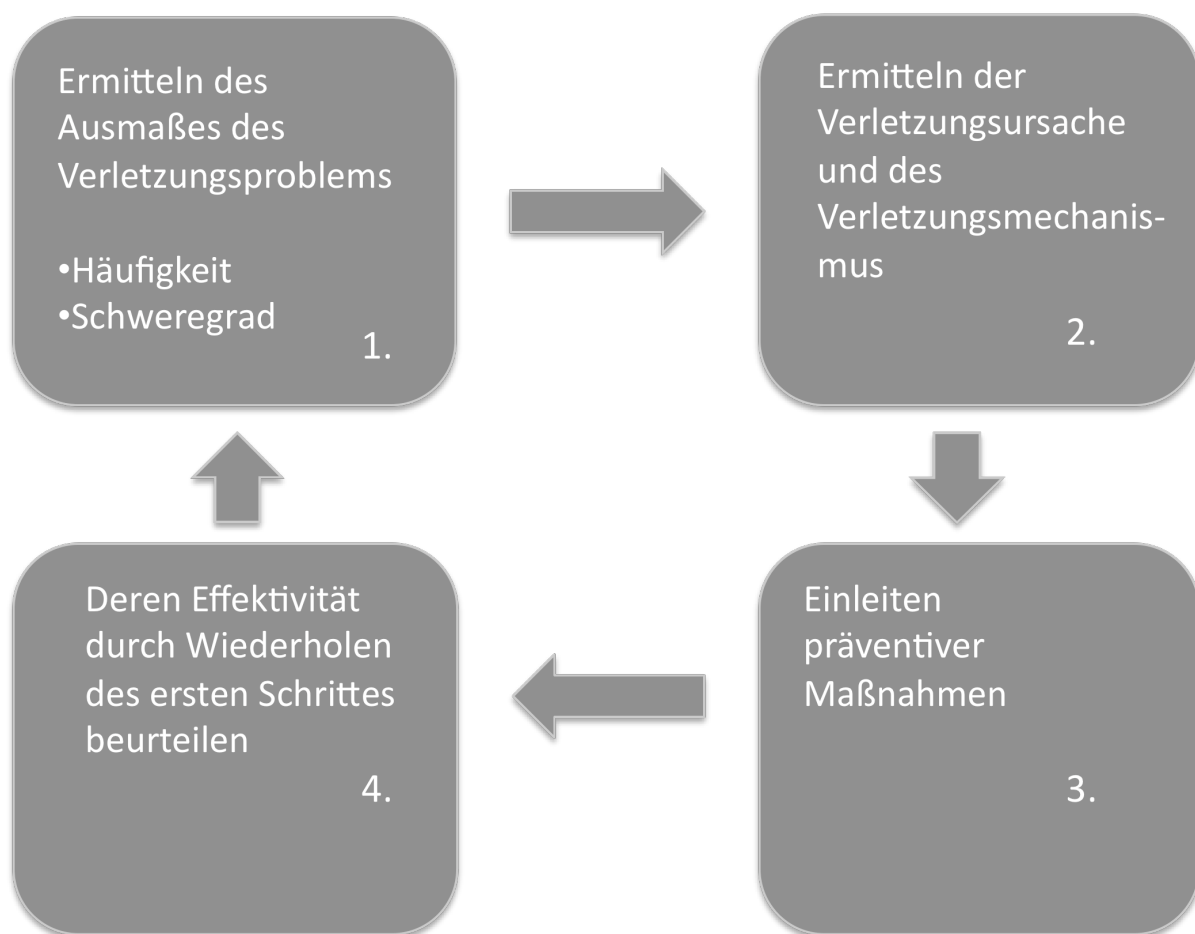 Ermitteln des
Ausmaßes des
Verletzungsproblems
•Häufigkeit
•Schweregrad
1.
Ermitteln der
Verletzungsursache
und des
Verletzungsmechanis-
mus
2.
Einleiten
präventiver
Maßnahmen
3.
Deren Effektivität
durch Wiederholen
des ersten Schrittes
beurteilen
4.